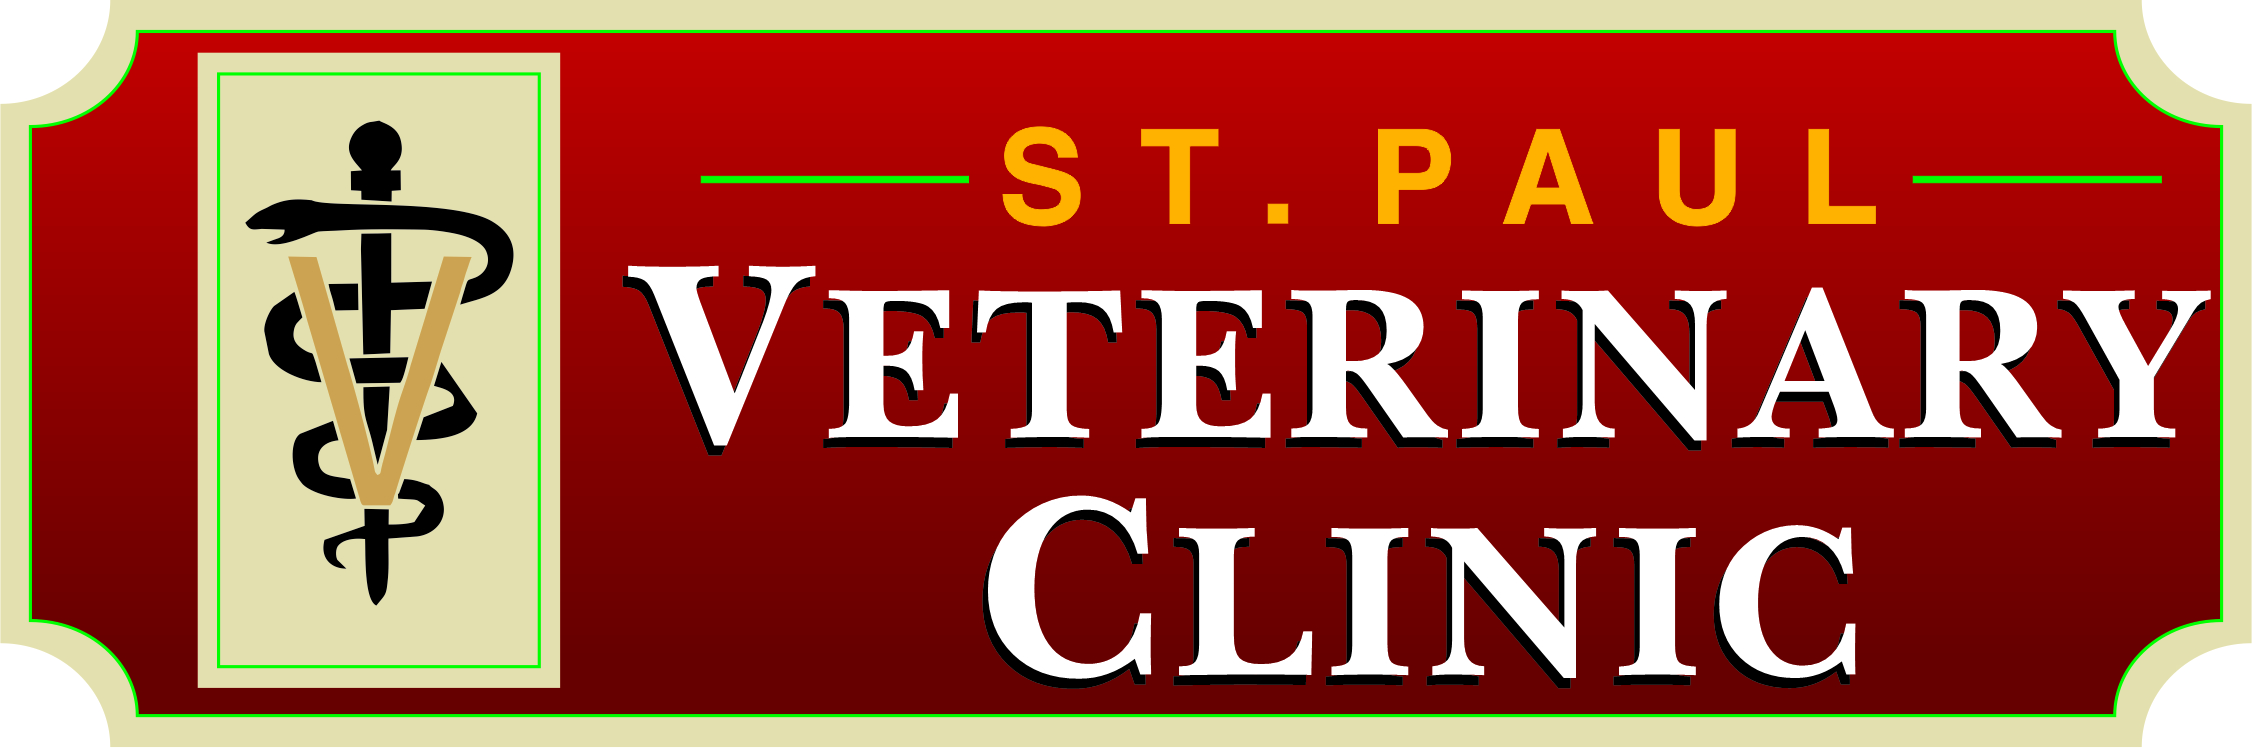 V
ST. PAUL
VETERINARY
CLINIC